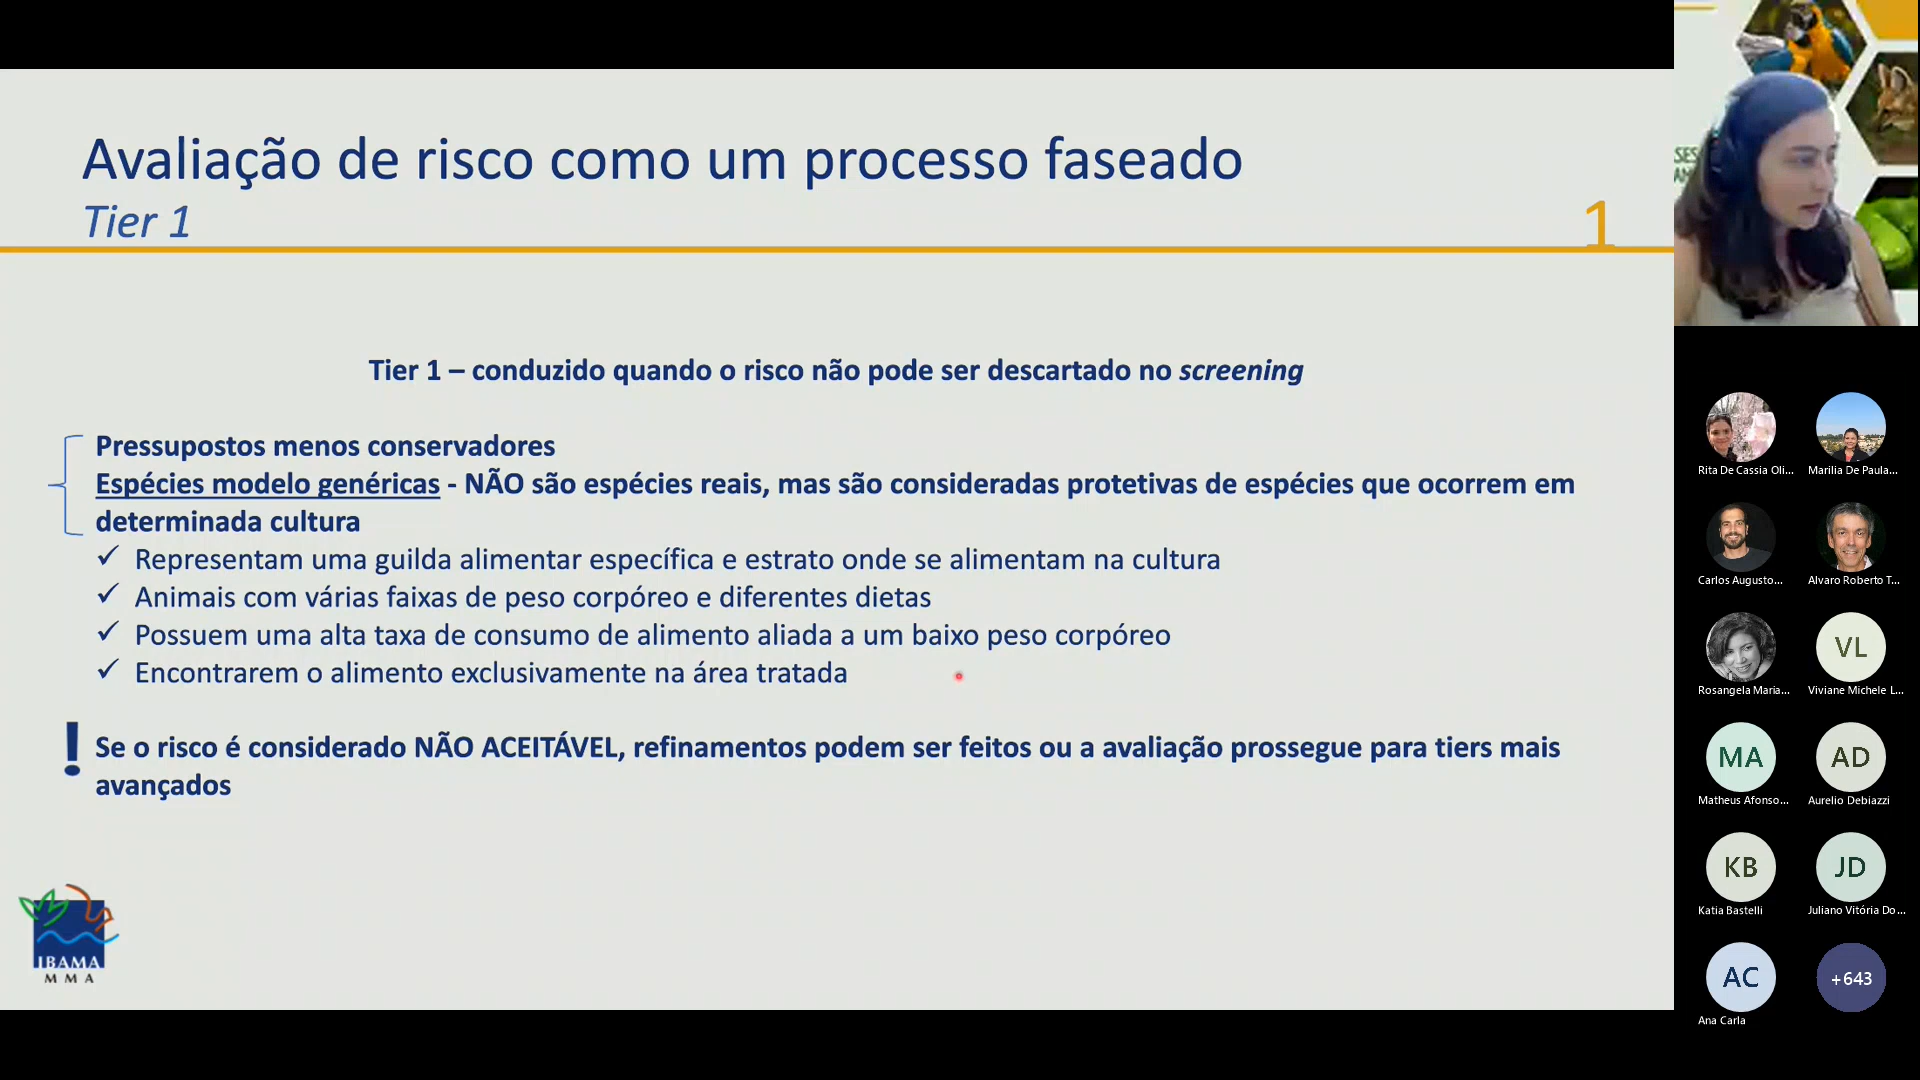 Avaliação de risco como um processo faseado
Tier 1
1
Tier 1 – conduzido quando o risco não pode ser descartado no screening
Pressupostos menos conservadores
Espécies modelo genéricas - NÃO são espécies reais, mas são consideradas protetivas de espécies que ocorrem em
determinada cultura
✓ Representam uma guilda alimentar específica e estrato onde se alimentam na cultura
✓ Animais com várias faixas de peso corpóreo e diferentes dietas
✓ Possuem uma alta taxa de consumo de alimento aliada a um baixo peso corpóreo
✓ Encontrarem o alimento exclusivamente na área tratada
! Se o risco é considerado NÃO ACEITÁVEL, refinamentos podem ser feitos ou a avaliação prossegue para tiers mais
avançados
IBAMA
MMA
Rita De Cassia Oli...
Marilia De Paula...
Carlos Augusto...
Alvaro Roberto T...
Rosangela Maria...
VL
Viviane Michele L...
MA
Matheus Afonso...
AD
Aurelio Debiazzi
KB
Katia Bastelli
JD
Juliano Vitória Do...
AC
Ana Carla
+643